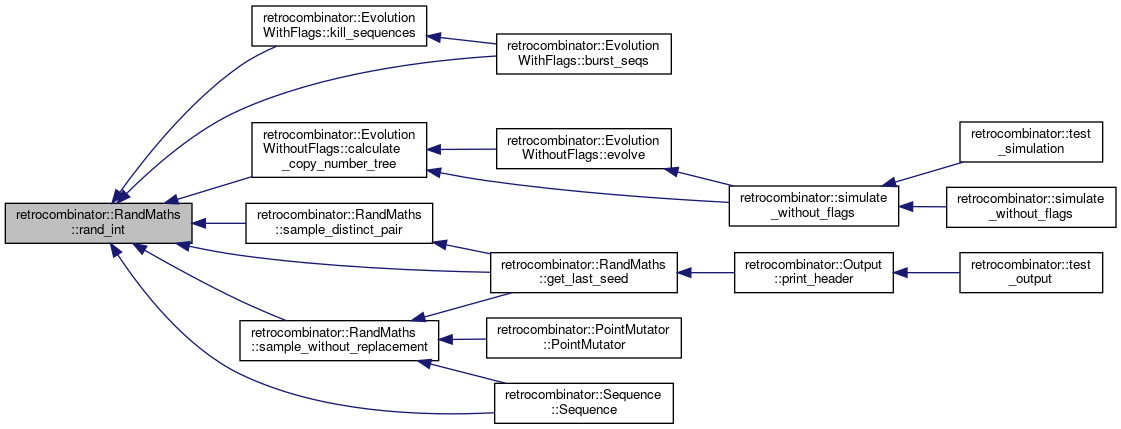 retrocombinator::Evolution
WithFlags::kill_sequences
retrocombinator::Evolution
WithFlags::burst_seqs
retrocombinator::Evolution
WithoutFlags::calculate
_copy_number_tree
retrocombinator::Evolution
WithoutFlags::evolve
retrocombinator::test
_simulation
retrocombinator::simulate
_without_flags
retrocombinator::simulate
_without_flags
retrocombinator::RandMaths
::rand_int
retrocombinator::RandMaths
::sample_distinct_pair
retrocombinator::RandMaths
::get_last_seed
retrocombinator::Output
::print_header
retrocombinator::test
_output
retrocombinator::RandMaths
::sample_without_replacement
retrocombinator::PointMutator
::PointMutator
retrocombinator::Sequence
::Sequence